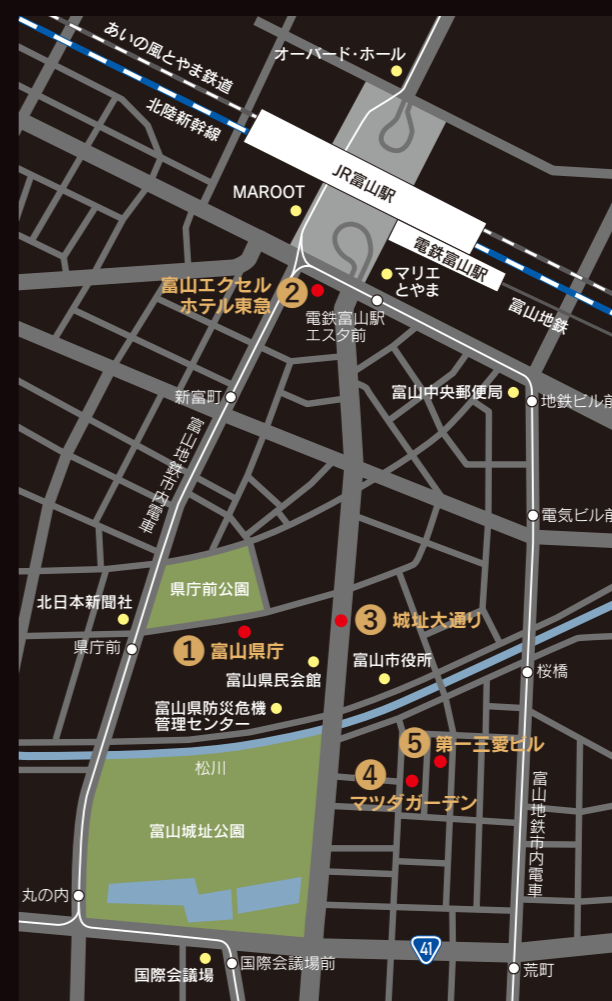 あいの風とやま鉄道
オーバード・ホール
北陸新幹線
JR富山駅
MAROOT
電鉄富山駅
マリエ
とやま
富山エクセル
ホテル東急
2
富山地鉄
電鉄富山駅
エスタ前
新富町
富山中央郵便局
地鉄ビル前
富山地鉄市内電車
電気ビル前
県庁前公園
北日本新聞社
3 城址大通り
県庁前
1 富山県庁
富山市役所
富山県民会館
桜橋
富山県防災危機
管理センター
5 第一三愛ビル
松川
4
マツダガーデン
富山地鉄市内電車
富山城址公園
丸の内
41
国際会議場
国際会議場前
荒町